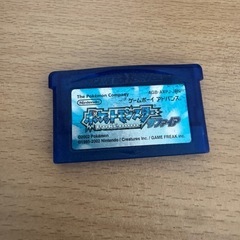 The Pokémon Company
Nintendo
ゲームボーイアドバンス
ポケットモンスター
サファイア
©2002 Pokémon
©1995-2002 Nintendo / Creatures inc. / GAME FREAK inc.